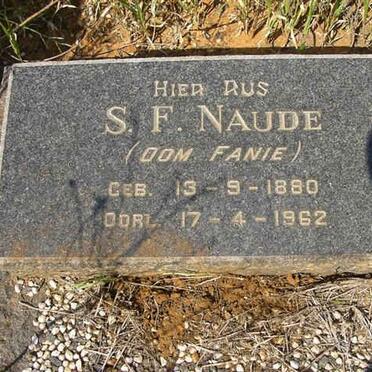 HIER RUS
S. F. NAUDE
(OOM FANIE)
GEB. 13-9-1880
OORL. 17-4-1962